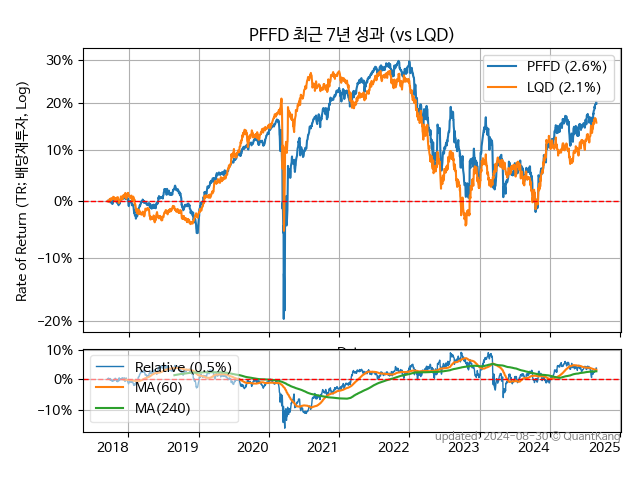 PFFD 최근 7년 성과 (vs LQD)
Rate of Return (TR: 배당재투자, Log)
30%
20%
10%
0%
−10%
−20%
PFFD (2.6%)
LQD (2.1%)
10%
0%
−10%
Relative (0.5%)
MA(60)
MA(240)
2018 2019 2020 2021 2022 2023 2024 2025
updated: 2024-08-30 © QuantKang